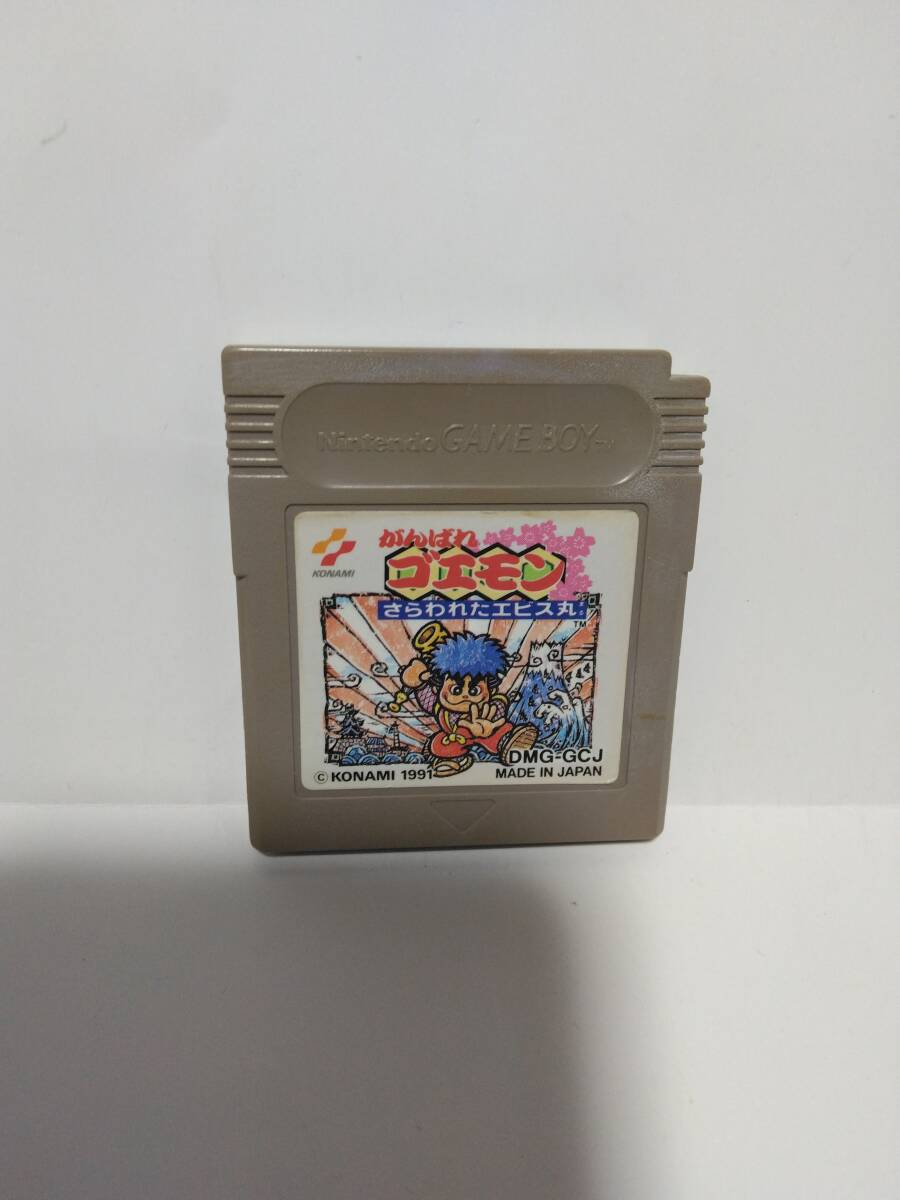 Nintendo GAME BOY™
KONAMI
がんばれ
ゴエモン
さらわれたエビス丸
™
DMG-GCJ
© KONAMI 1991
MADE IN JAPAN